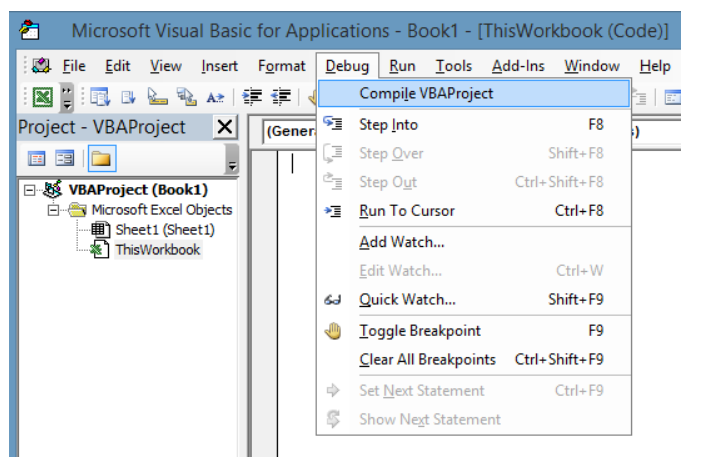 Microsoft Visual Basic for Applications - Book1 - [ThisWorkbook (Code)]
File Edit View Insert Format Debug Run Tools Add-Ins Window Help
Project - VBAProject
VBAProject (Book1)
Microsoft Excel Objects
Sheet1 (Sheet1)
ThisWorkbook
(Gener
Compile VBAProject
Step Into F8
Step Over Shift+F8
Step Out Ctrl+Shift+F8
Run To Cursor Ctrl+F8
Add Watch...
Edit Watch... Ctrl+W
Quick Watch... Shift+F9
Toggle Breakpoint F9
Clear All Breakpoints Ctrl+Shift+F9
Set Next Statement Ctrl+F9
Show Next Statement